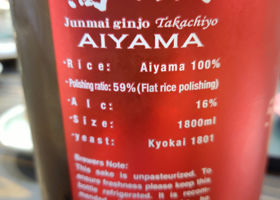 Junmai ginjo Takachiyo
AIYAMA
・Rice: Aiyama 100%
・Polishing ratio: 59% (Flat rice polishing)
・Alc: 16%
・Size: 1800ml
・yeast: Kyokai 1801
Brewers Note:
This sake is unpasteurized. To
ensure freshness please keep this
bottle refrigerated. It is recom-